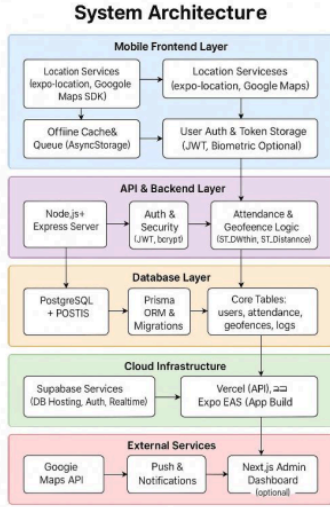 System Architecture
Mobile Frontend Layer
Location Services
(expo-location, Googole
Maps SDK)
Location Serviceses
(expo-location, Google Maps)
Offiine Cache&
Queue (AsyncStorage)
User Auth & Token Storage
(JWT, Biometric Optional)
API & Backend Layer
Node,js+
Express Server
Auth &
Security
(JWT, bcrypt)
Attendance &
Geofeence Logic
(ST_DWthin, ST_Distannce)
Database Layer
PostgreSQL
+ POSTIS
Prisma
ORM &
Migrations
Core Tables:
users, attendance,
geofences, logs
Cloud Infrastructure
Supabase Services
(DB Hosting, Auth, Realtime)
Vercel (API),
Expo EAS (App Build
External Services
Googie
Maps API
Push &
Notifications
Next.js Admin
Dashboard
(optional)